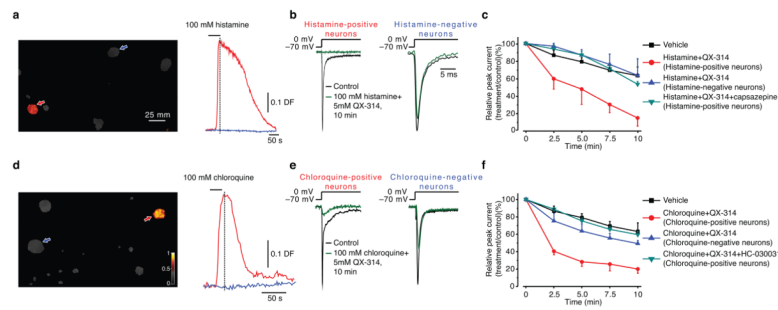 a
100 mM histamine
25 mm
0.1 DF
50 s
b
Histamine-positive neurons
Histamine-negative neurons
0 mV
−70 mV
0 mV
−70 mV
Control
100 mM histamine+
5mM QX-314,
10 min
5 ms
c
Relative peak current
(treatment/control)(%)
100
80
60
40
20
0
0
2.5
5.0
7.5
10
Time (min)
Vehicle
Histamine+QX-314
(Histamine-positive neurons)
Histamine+QX-314
(Histamine-negative neurons)
Histamine+QX-314+capsazepine
(Histamine-positive neurons)
d
100 mM chloroquine
1
0.5
0
0.1 DF
50 s
e
Chloroquine-positive neurons
Chloroquine-negative neurons
0 mV
−70 mV
0 mV
−70 mV
Control
100 mM chloroquine+
5mM QX-314,
10 min
f
Relative peak current
(treatment/control)(%)
100
80
60
40
20
0
0
2.5
5.0
7.5
10
Time (min)
Vehicle
Chloroquine+QX-314
(Chloroquine-positive neurons)
Chloroquine+QX-314
(Chloroquine-negative neurons)
Chloroquine+QX-314+HC-030031
(Chloroquine-positive neurons)